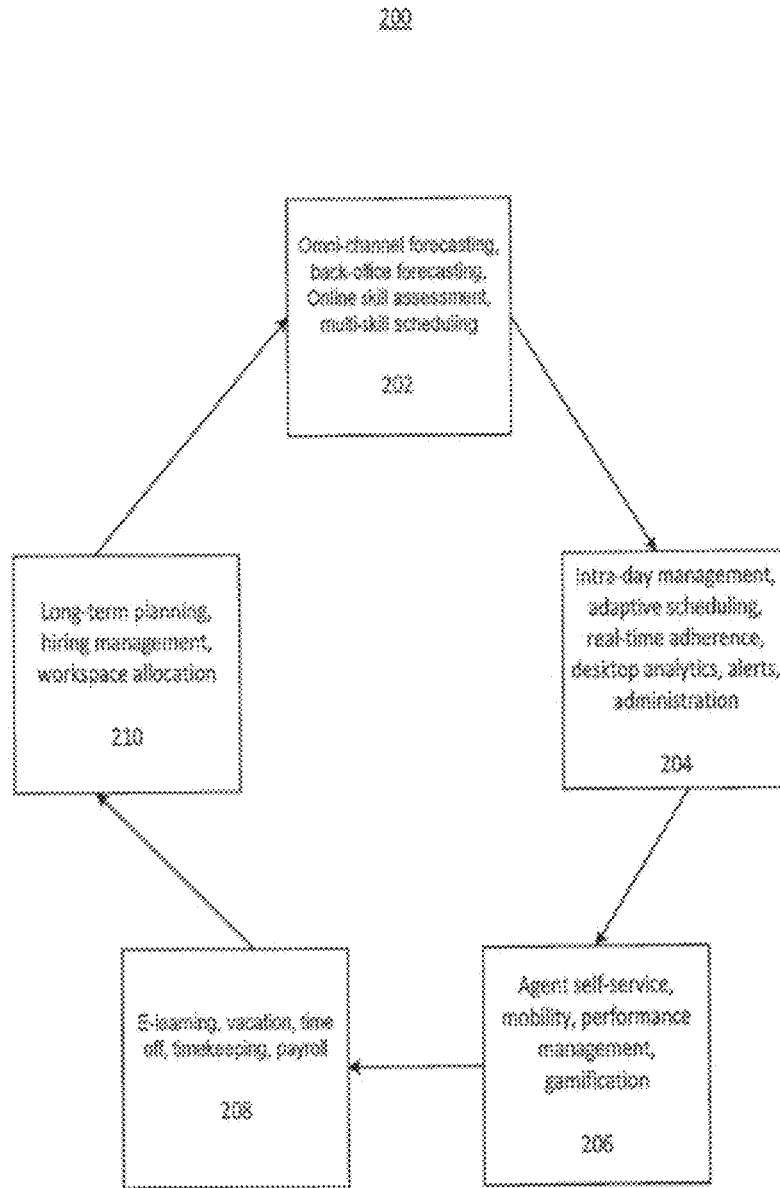 200
Omni-channel forecasting,
back-office forecasting,
Online skill assessment,
multi-skill scheduling
202
Intra-day management,
adaptive scheduling,
real-time adherence,
desktop analytics, alerts,
administration
204
Agent self-service,
mobility, performance
management,
gamification
206
E-learning, vacation, time
off, timekeeping, payroll
208
Long-term planning,
hiring management,
workspace allocation
210